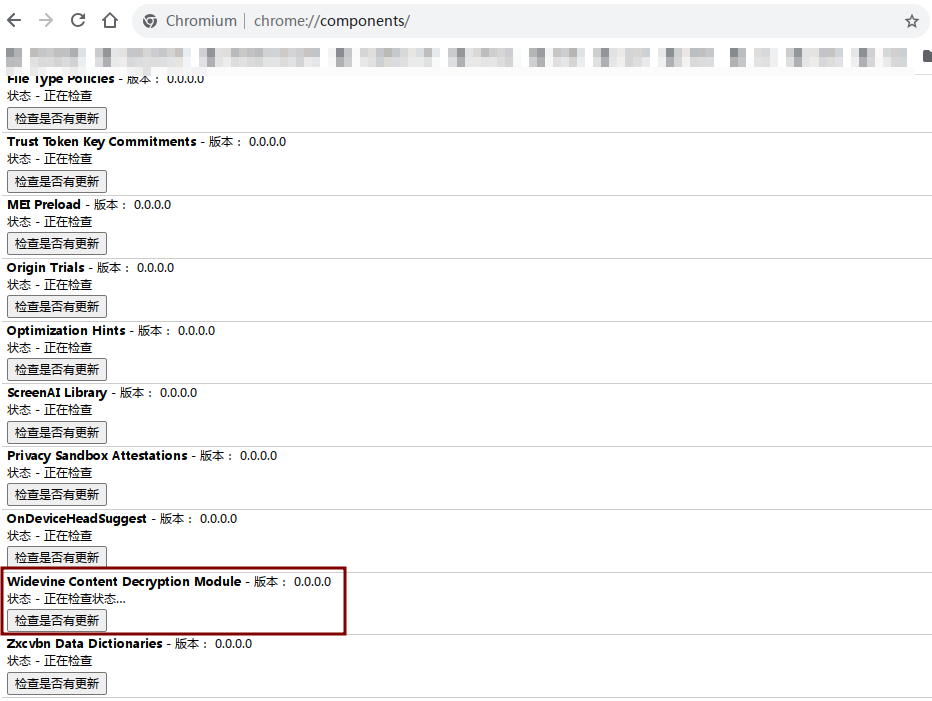 Chromium | chrome://components/
File Type Policies - 版本： 0.0.0.0
状态 - 正在检查
检查是否有更新
Trust Token Key Commitments - 版本： 0.0.0.0
状态 - 正在检查
检查是否有更新
MEI Preload - 版本： 0.0.0.0
状态 - 正在检查
检查是否有更新
Origin Trials - 版本： 0.0.0.0
状态 - 正在检查
检查是否有更新
Optimization Hints - 版本： 0.0.0.0
状态 - 正在检查
检查是否有更新
ScreenAI Library - 版本： 0.0.0.0
状态 - 正在检查
检查是否有更新
Privacy Sandbox Attestations - 版本： 0.0.0.0
状态 - 正在检查
检查是否有更新
OnDeviceHeadSuggest - 版本： 0.0.0.0
状态 - 正在检查
检查是否有更新
Widevine Content Decryption Module - 版本： 0.0.0.0
状态 - 正在检查状态...
检查是否有更新
Zxcvbn Data Dictionaries - 版本： 0.0.0.0
状态 - 正在检查
检查是否有更新